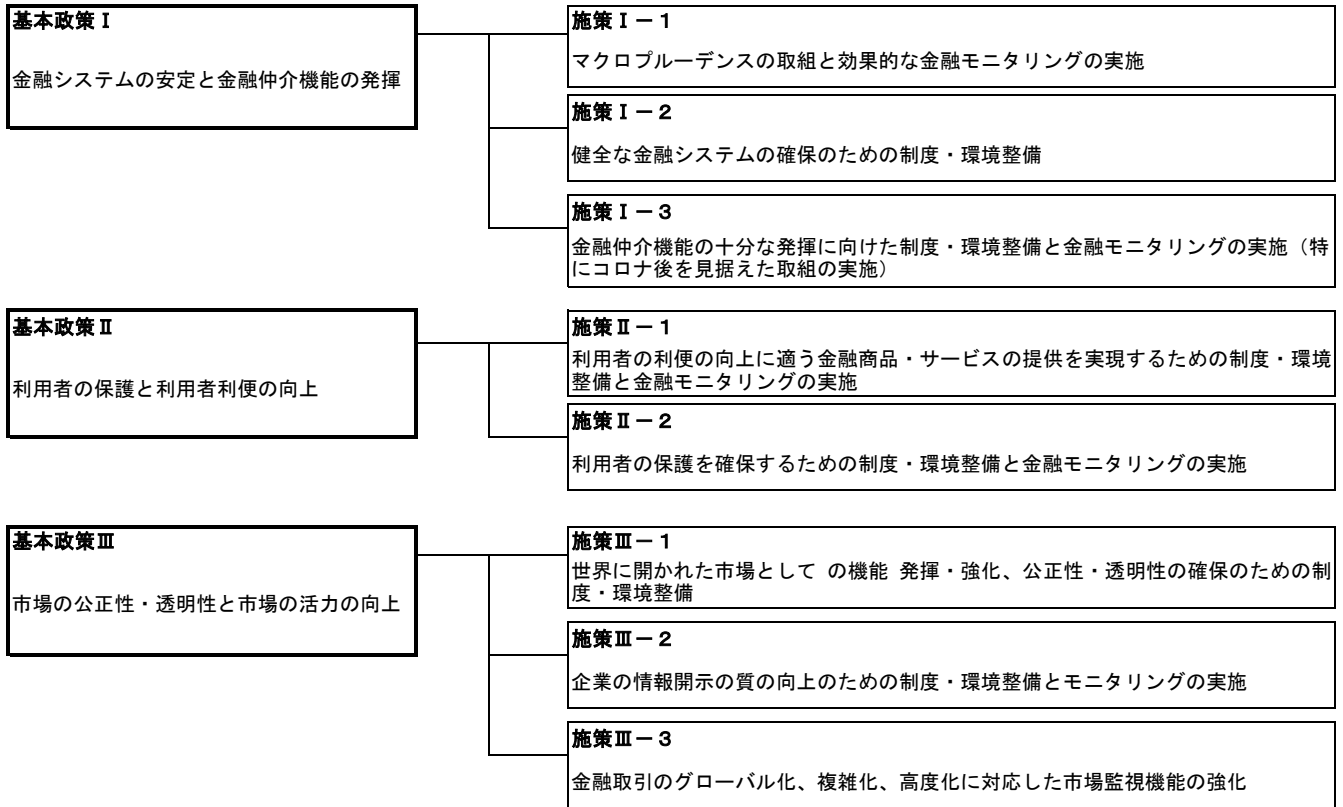 基本政策Ⅰ
金融システムの安定と金融仲介機能の発揮
施策Ⅰ－１
マクロプルーデンスの取組と効果的な金融モニタリングの実施
施策Ⅰ－２
健全な金融システムの確保のための制度・環境整備
施策Ⅰ－３
金融仲介機能の十分な発揮に向けた制度・環境整備と金融モニタリングの実施（特
にコロナ後を見据えた取組の実施）
基本政策Ⅱ
利用者の保護と利用者利便の向上
施策Ⅱ－１
利用者の利便の向上に適う金融商品・サービスの提供を実現するための制度・環境
整備と金融モニタリングの実施
施策Ⅱ－２
利用者の保護を確保するための制度・環境整備と金融モニタリングの実施
基本政策Ⅲ
市場の公正性・透明性と市場の活力の向上
施策Ⅲ－１
世界に開かれた市場として の機能 発揮・強化、公正性・透明性の確保のための制
度・環境整備
施策Ⅲ－２
企業の情報開示の質の向上のための制度・環境整備とモニタリングの実施
施策Ⅲ－３
金融取引のグローバル化、複雑化、高度化に対応した市場監視機能の強化